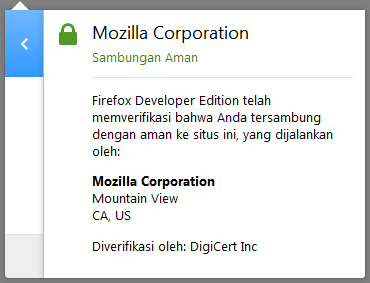 Mozilla Corporation
Sambungan Aman
Firefox Developer Edition telah
memverifikasi bahwa Anda tersambung
dengan aman ke situs ini, yang dijalankan
oleh:
Mozilla Corporation
Mountain View
CA, US
Diverifikasi oleh: DigiCert Inc